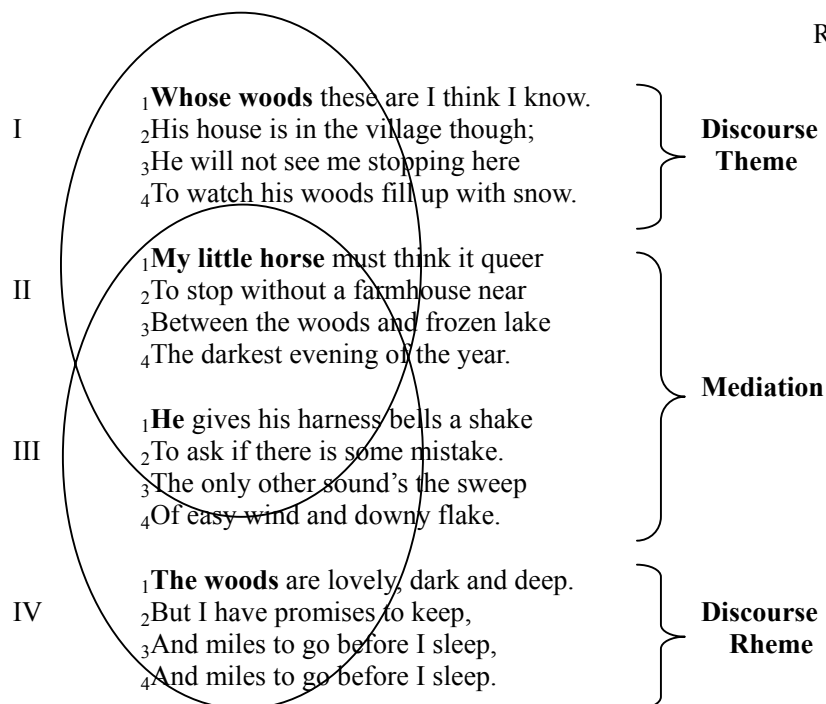 R
I
1Whose woods these are I think I know.
2His house is in the village though;
3He will not see me stopping here
4To watch his woods fill up with snow.
Discourse
Theme
II
1My little horse must think it queer
2To stop without a farmhouse near
3Between the woods and frozen lake
4The darkest evening of the year.
Mediation
III
1He gives his harness bells a shake
2To ask if there is some mistake.
3The only other sound's the sweep
4Of easy wind and downy flake.
IV
1The woods are lovely, dark and deep.
2But I have promises to keep,
3And miles to go before I sleep,
4And miles to go before I sleep.
Discourse
Rheme